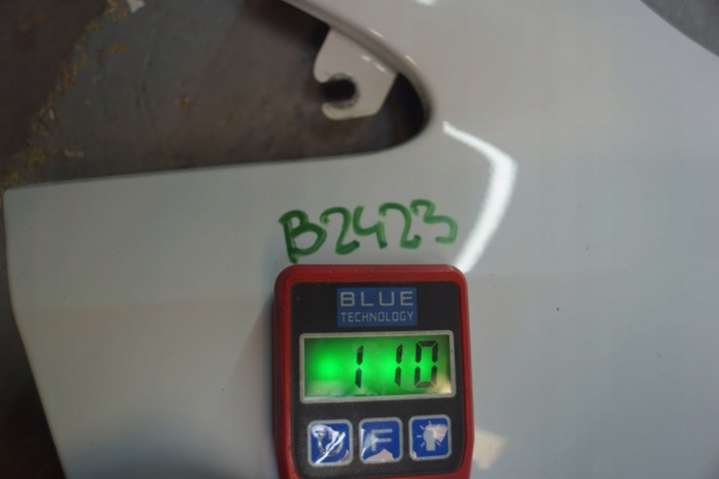 B2423
BLUE
TECHNOLOGY
110
F